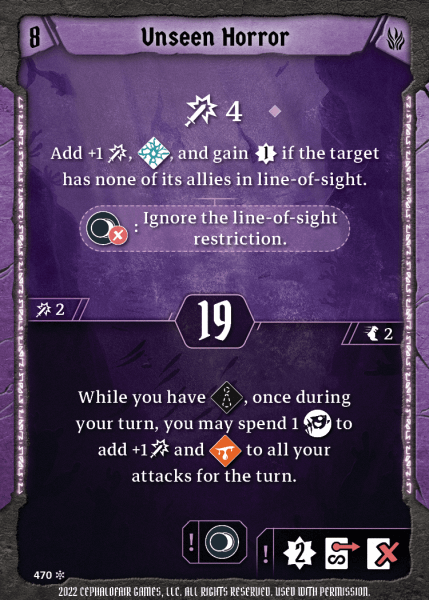 8 Unseen Horror
4
Add +1 , , and gain if the target
has none of its allies in line-of-sight.
: Ignore the line-of-sight
restriction.
2
19
2
While you have , once during
your turn, you may spend 1 to
add +1 and to all your
attacks for the turn.
! ! 2 S
470
2022 CEPHALOFAIR GAMES, LLC. ALL RIGHTS RESERVED. USED WITH PERMISSION.